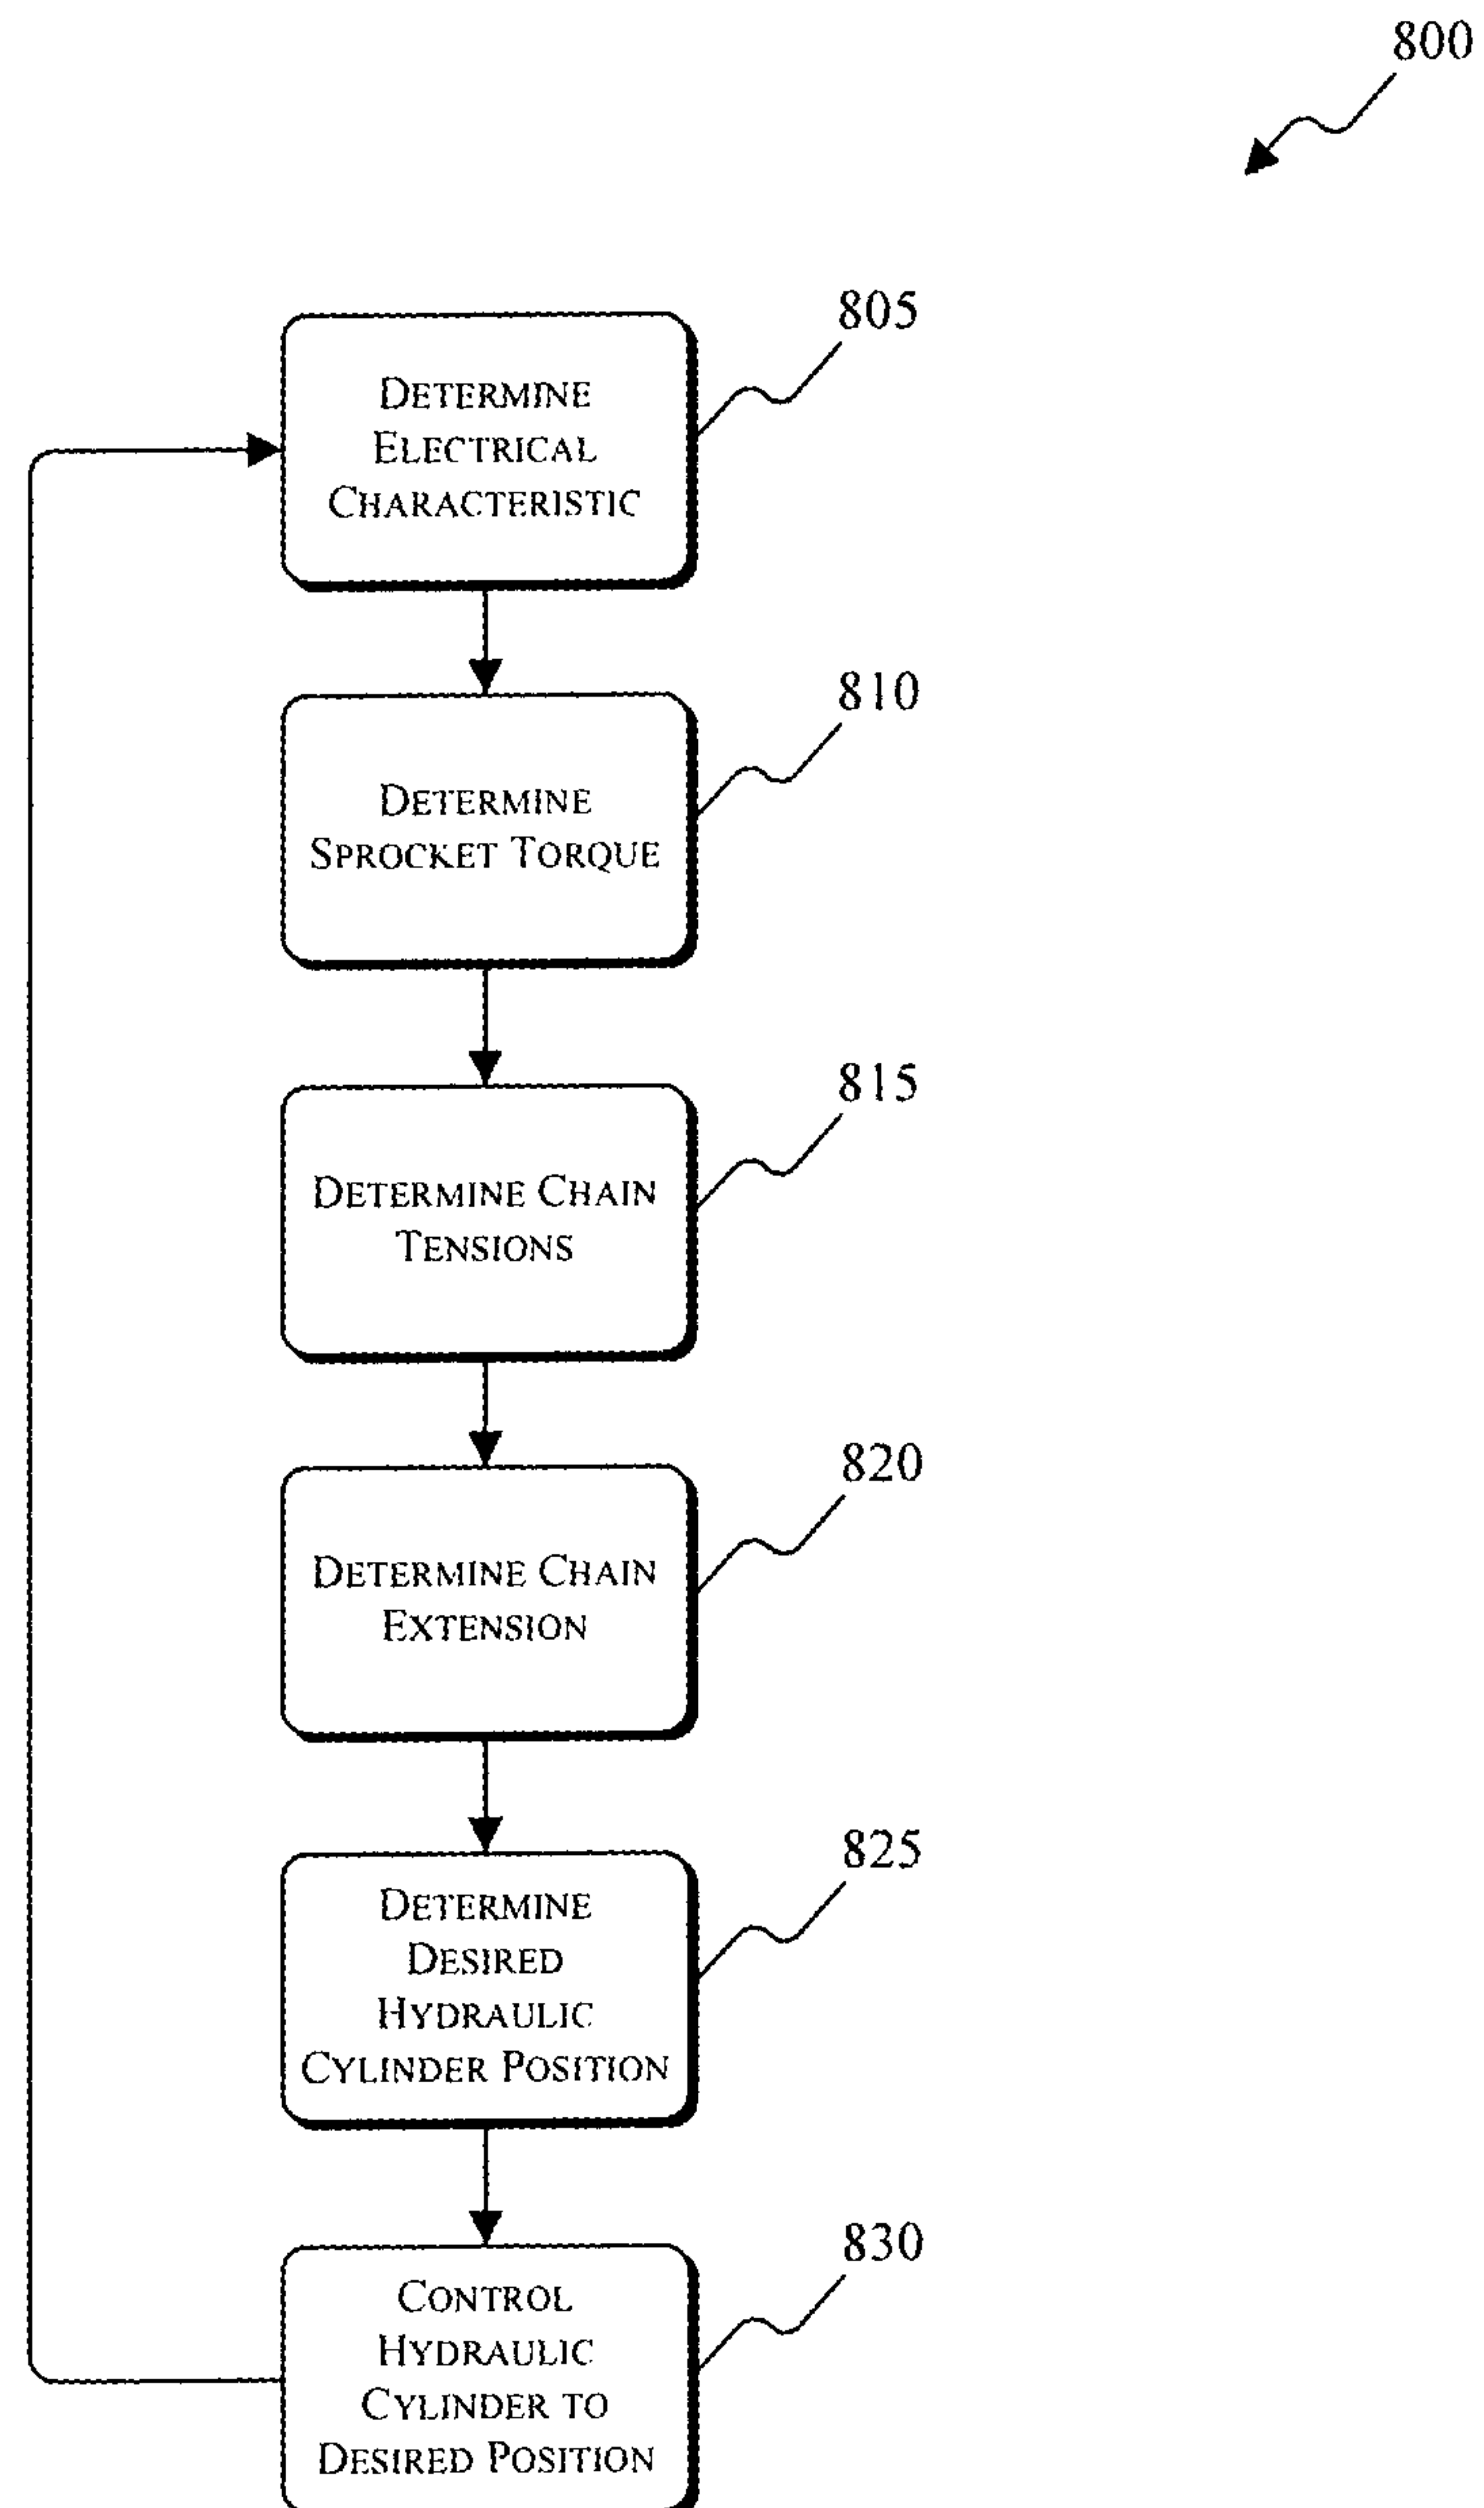 800
805
DETERMINE
ELECTRICAL
CHARACTERISTIC
810
DETERMINE
SPROCKET TORQUE
815
DETERMINE CHAIN
TENSIONS
820
DETERMINE CHAIN
EXTENSION
825
DETERMINE
DESIRED
HYDRAULIC
CYLINDER POSITION
830
CONTROL
HYDRAULIC
CYLINDER TO
DESIRED POSITION